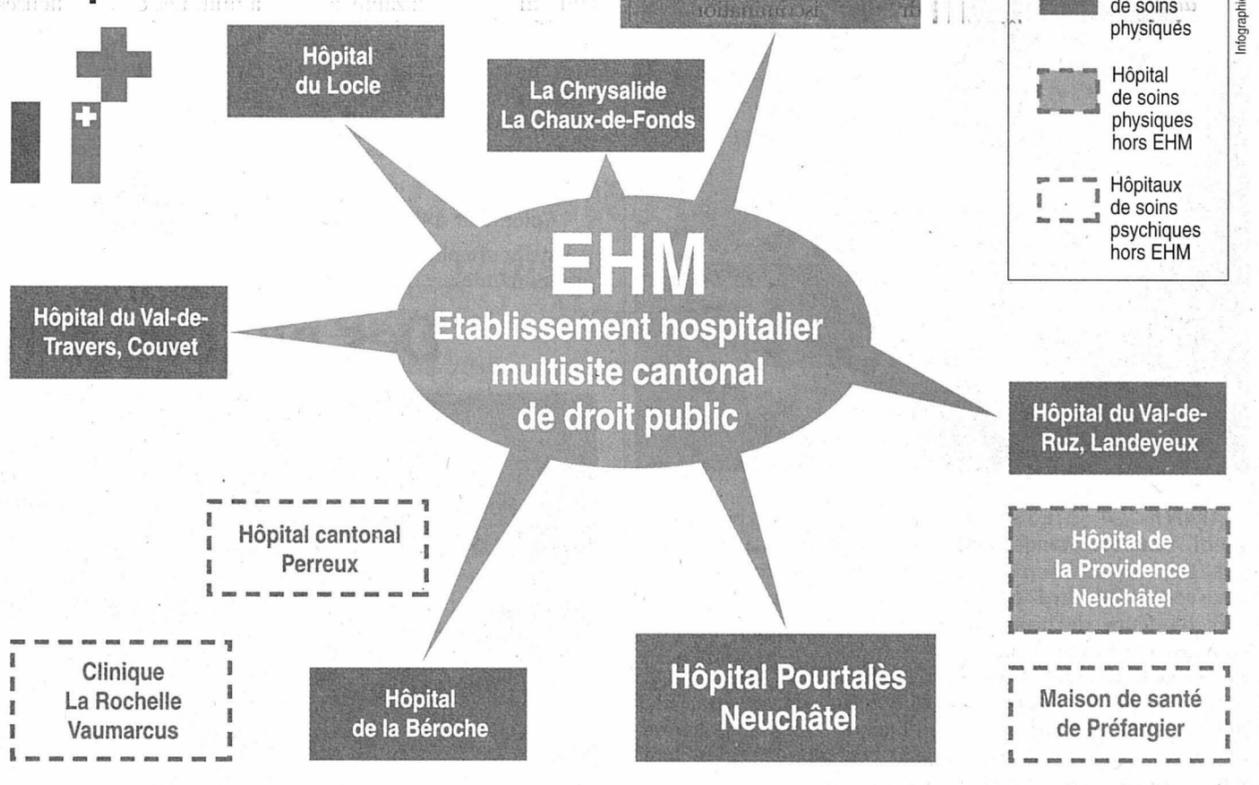 de soins
physiques
Hôpital
de soins
physiques
hors EHM
Hôpitaux
de soins
psychiques
hors EHM
Infographie
Hôpital
du Locle
La Chrysalide
La Chaux-de-Fonds
EHM
Etablissement hospitalier
multisite cantonal
de droit public
Hôpital du Val-de-
Travers, Couvet
Hôpital du Val-de-
Ruz, Landeyeux
Hôpital cantonal
Perreux
Hôpital de
la Providence
Neuchâtel
Clinique
La Rochelle
Vaumarcus
Hôpital
de la Béroche
Hôpital Pourtalès
Neuchâtel
Maison de santé
de Préfargier